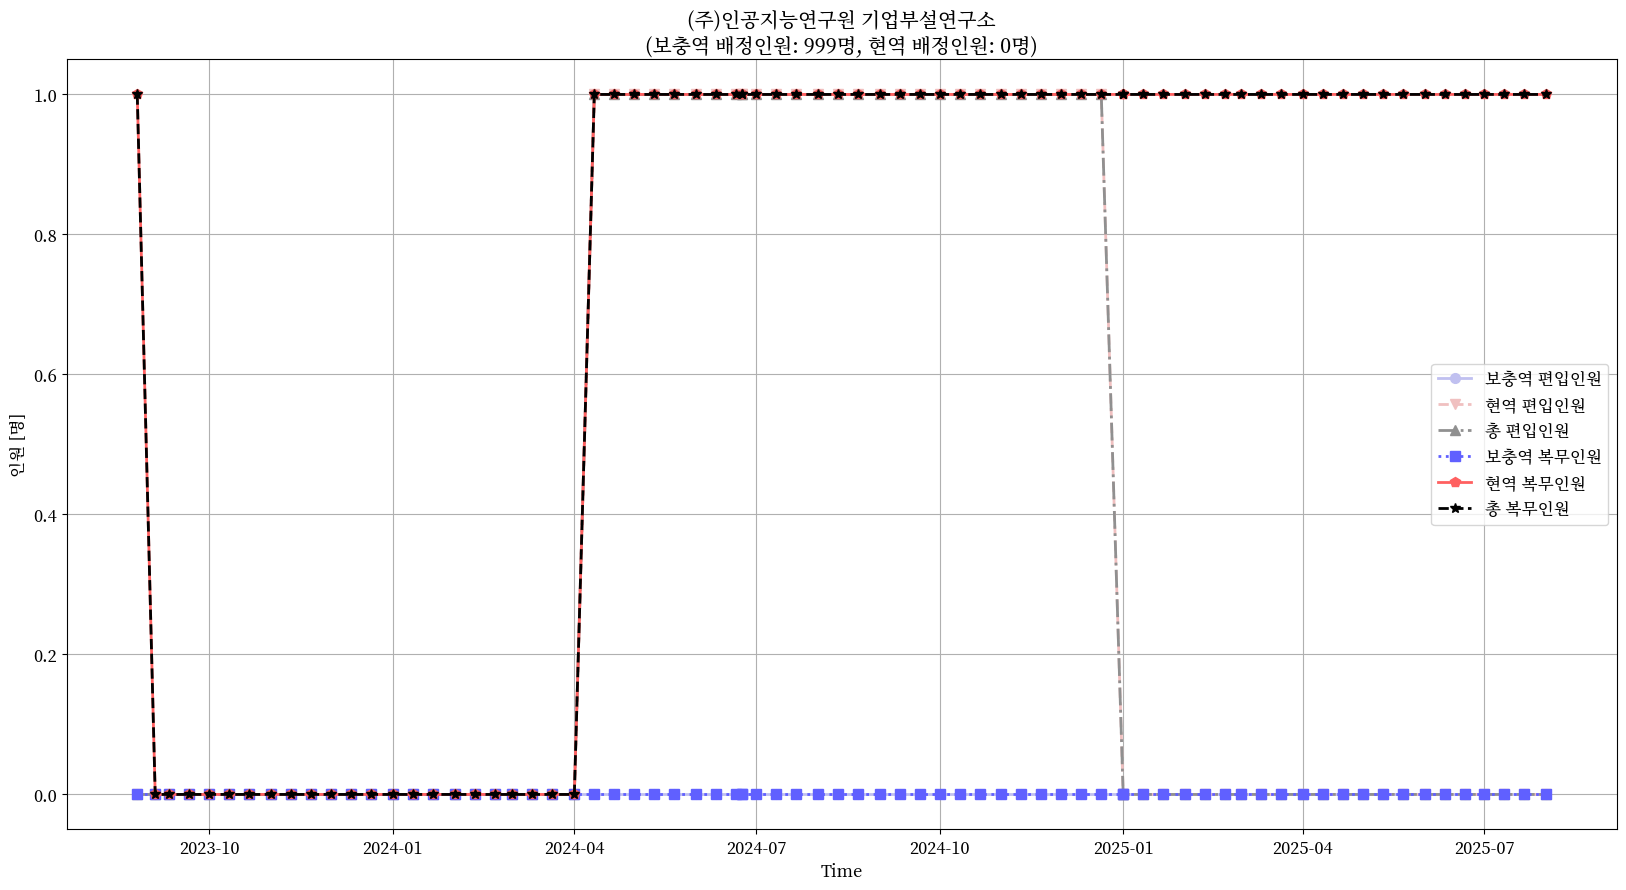 (주)인공지능연구원 기업부설연구소
(보충역 배정인원: 999명, 현역 배정인원: 0명)
1.0
0.8
0.6
0.4
0.2
0.0
인원 [명]
보충역 편입인원
현역 편입인원
총 편입인원
보충역 복무인원
현역 복무인원
총 복무인원
2023-10
2024-01
2024-04
2024-07
2024-10
2025-01
2025-04
2025-07
Time